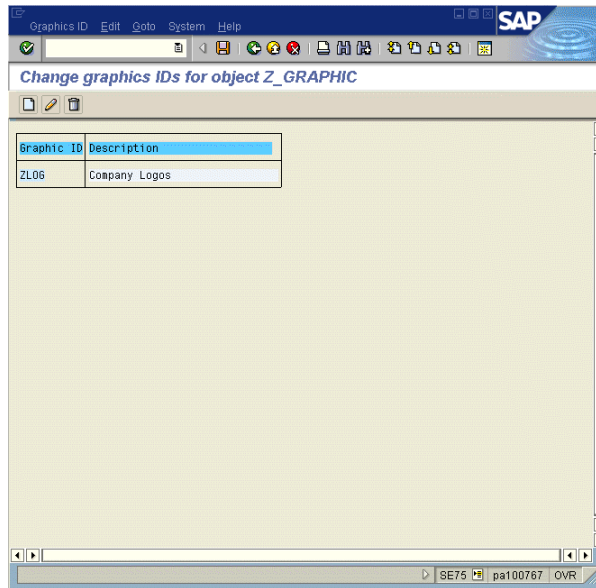 Graphics ID Edit Goto System Help
SAP
Change graphics IDs for object Z_GRAPHIC
Graphic ID Description
ZLOG Company Logos
SE75 pa100767 OVR